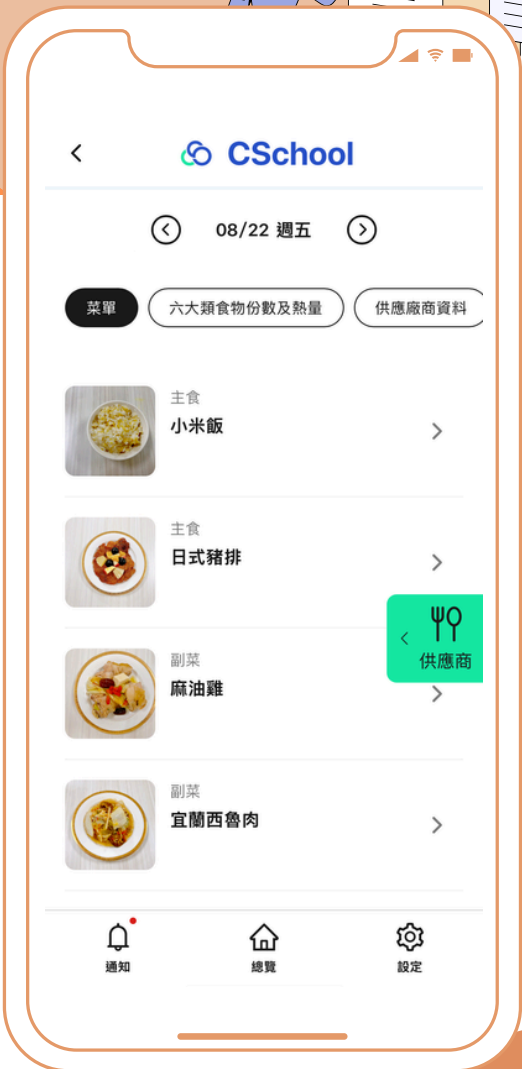 CSchool
08/22 週五
菜單
六大類食物份數及熱量
供應廠商資料
主食
小米飯
主食
日式豬排
供應商
副菜
麻油雞
副菜
宜蘭西魯肉
通知
總覽
設定